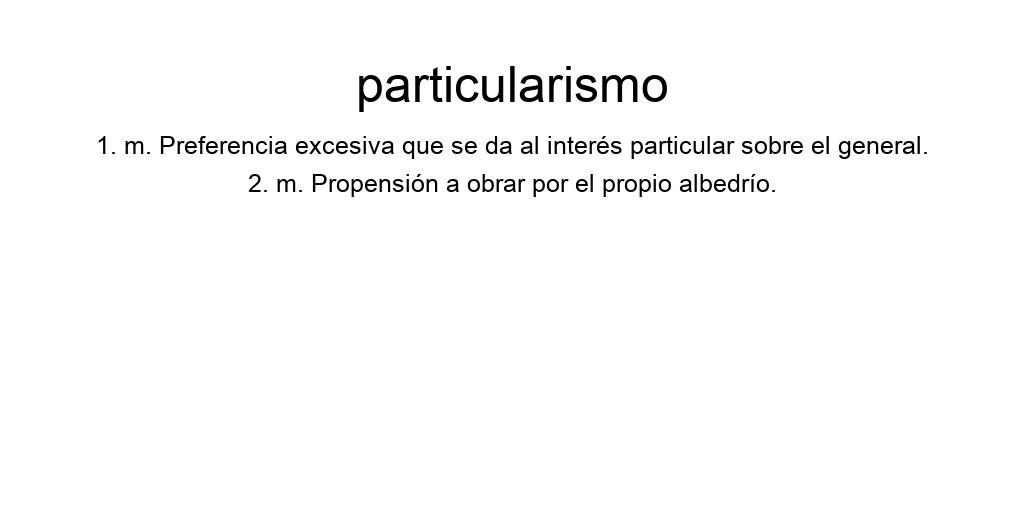 particularismo
1. m. Preferencia excesiva que se da al interés particular sobre el general.
2. m. Propensión a obrar por el propio albedrío.